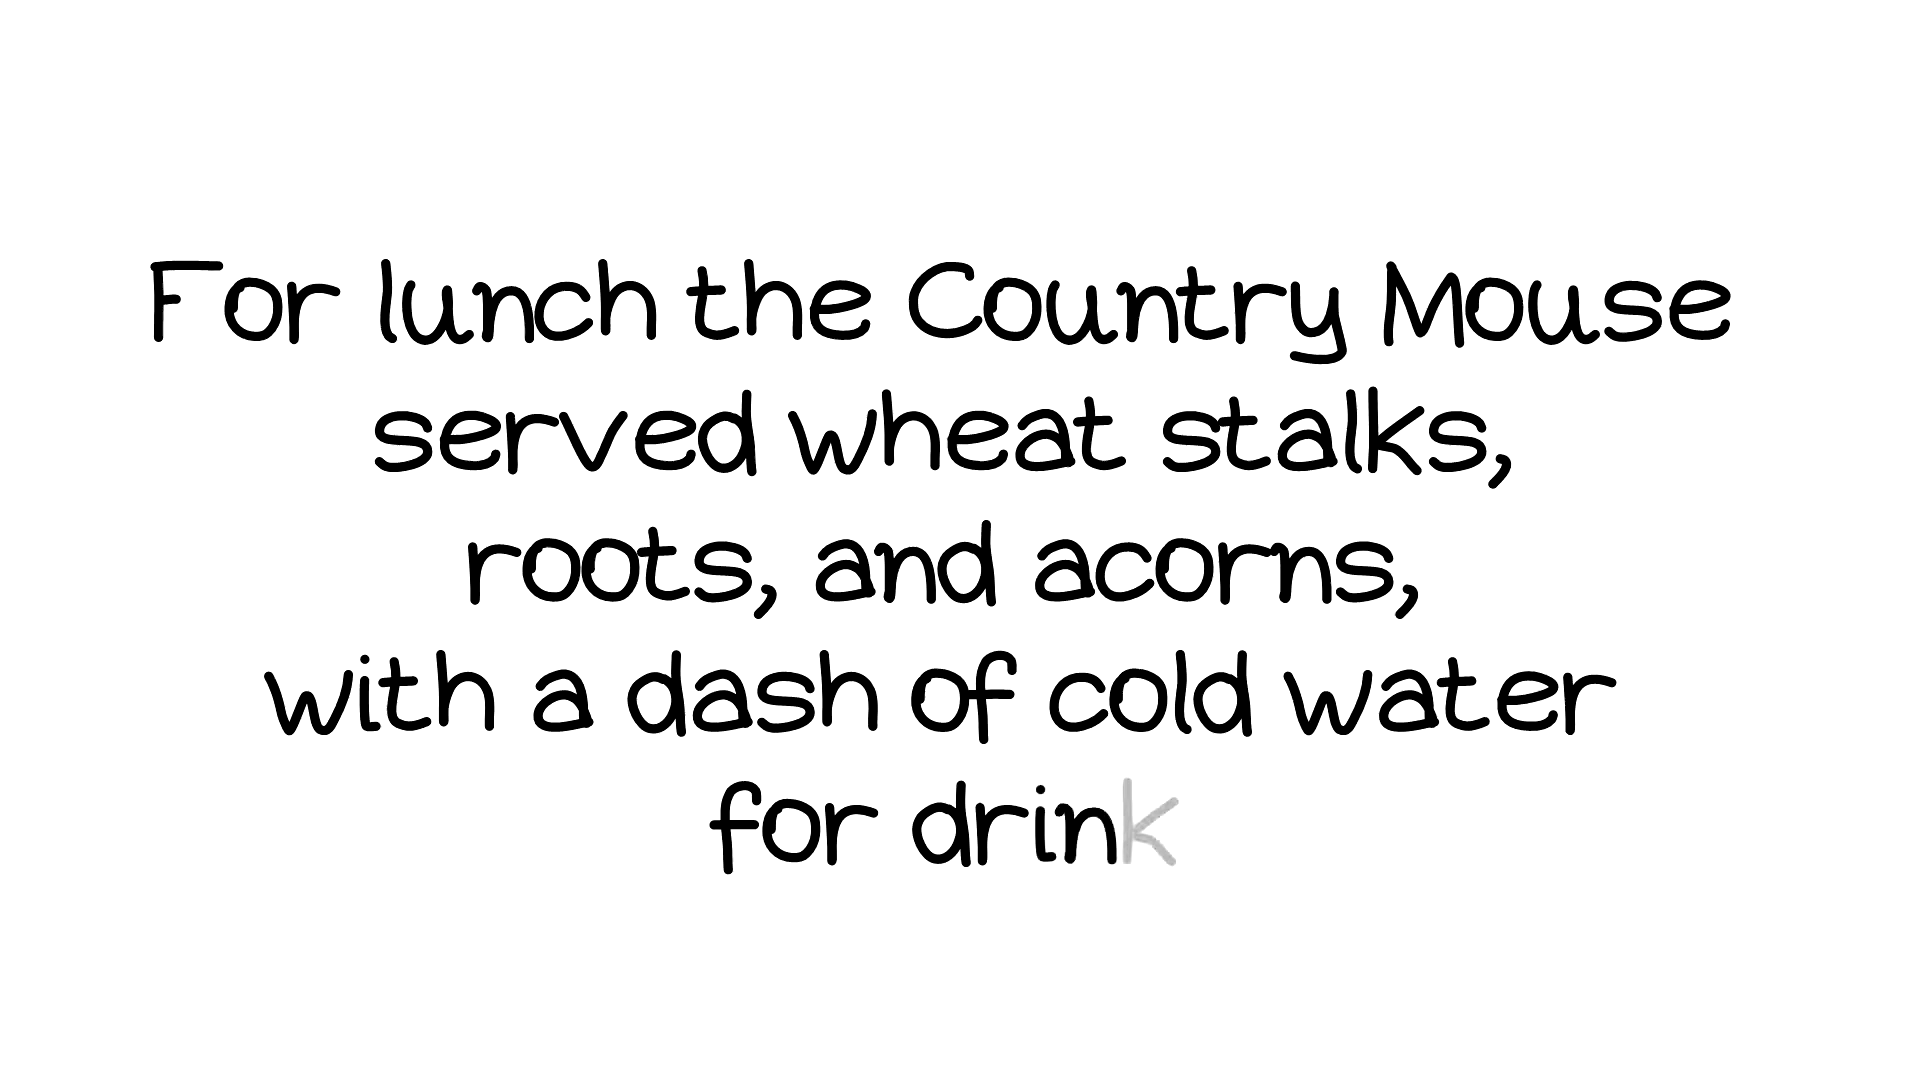 For lunch the Country Mouse
served wheat stalks,
roots, and acorns,
with a dash of cold water
for drink